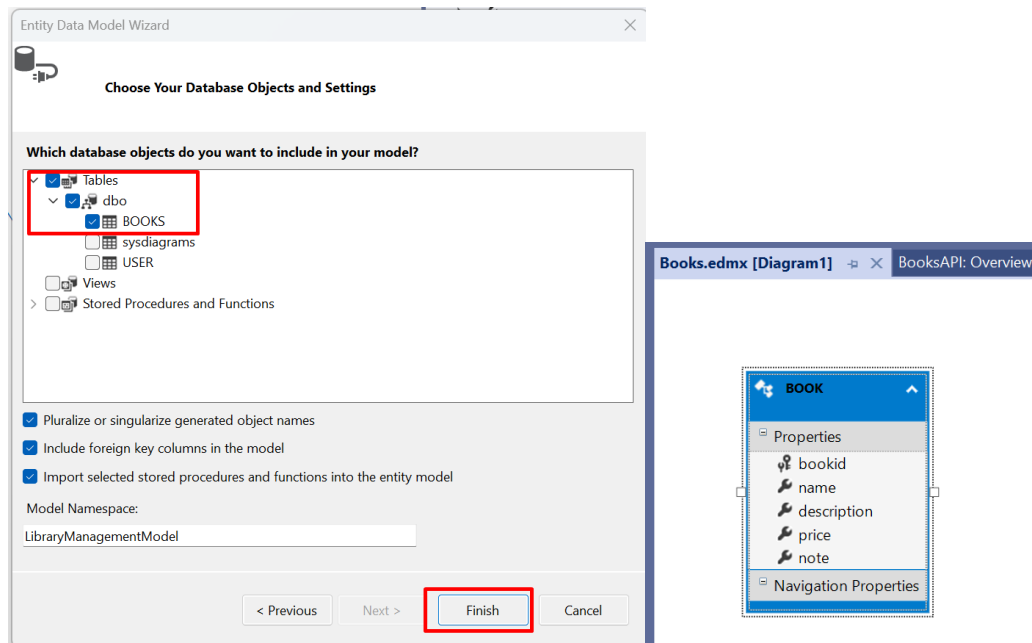 Entity Data Model Wizard
Choose Your Database Objects and Settings
Which database objects do you want to include in your model?
Tables
dbo
BOOKS
sysdiagrams
USER
Views
Stored Procedures and Functions
Pluralize or singularize generated object names
Include foreign key columns in the model
Import selected stored procedures and functions into the entity model
Model Namespace:
LibraryManagementModel
< Previous
Next >
Finish
Cancel
Books.edmx [Diagram1]
BooksAPI: Overview
BOOK
Properties
bookid
name
description
price
note
Navigation Properties